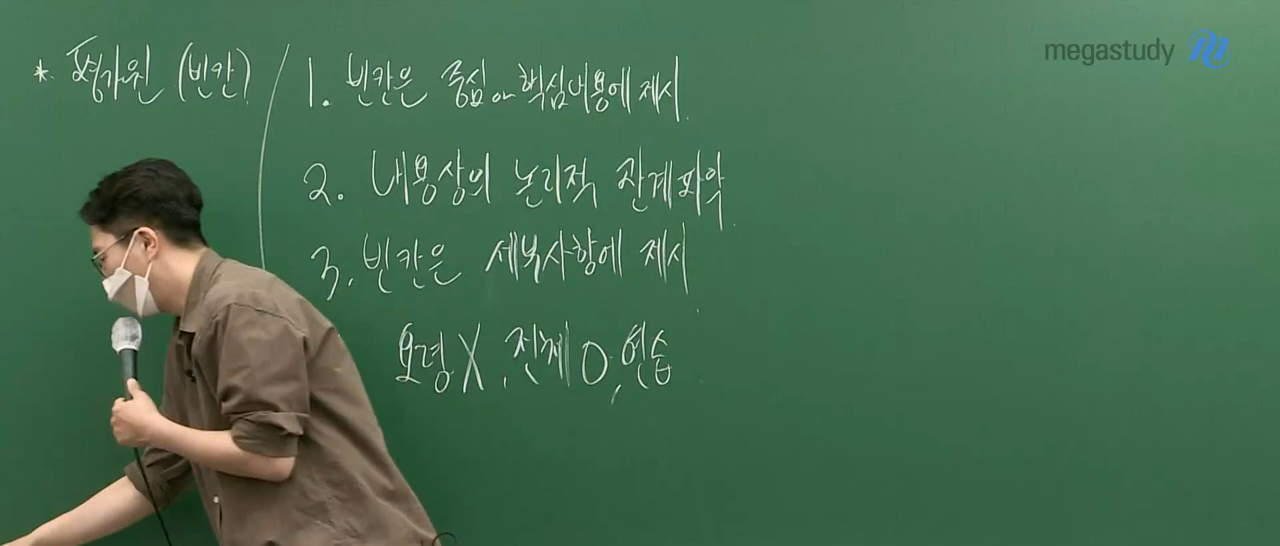 megastudy
* 평가원 (빈칸)
1. 빈칸은 중심 or 핵심내용에 제시.
2. 내용상의 논리적 관계파악.
3. 빈칸은 세부사항에 제시.
요령 X, 전체 O, 연습